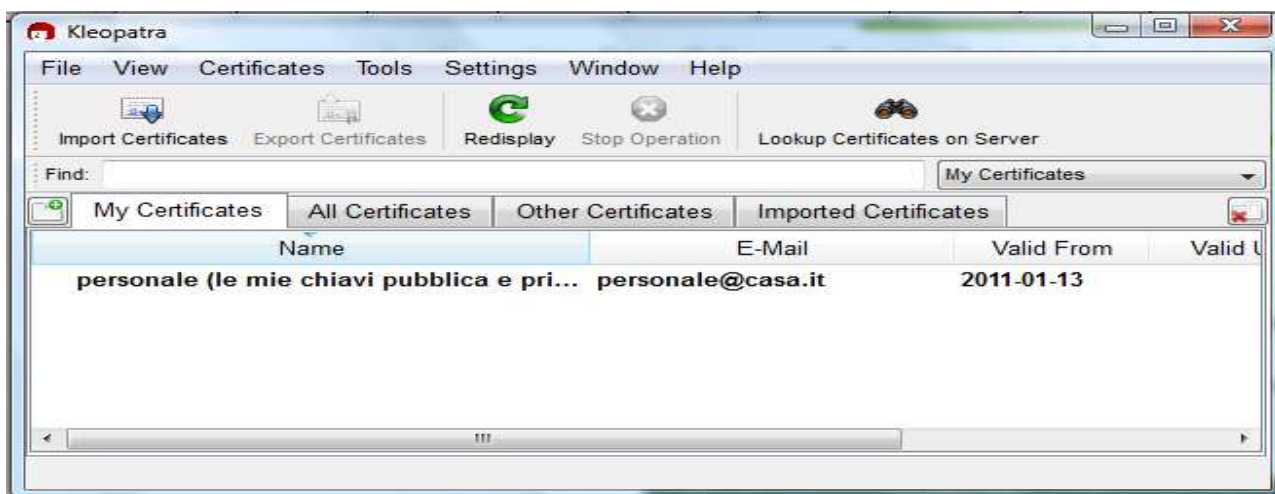 Kleopatra
File View Certificates Tools Settings Window Help
Import Certificates Export Certificates Redisplay Stop Operation Lookup Certificates on Server
Find: My Certificates
My Certificates All Certificates Other Certificates Imported Certificates
Name E-Mail Valid From Valid U
personale (le mie chiavi pubblica e pri... personale@casa.it 2011-01-13